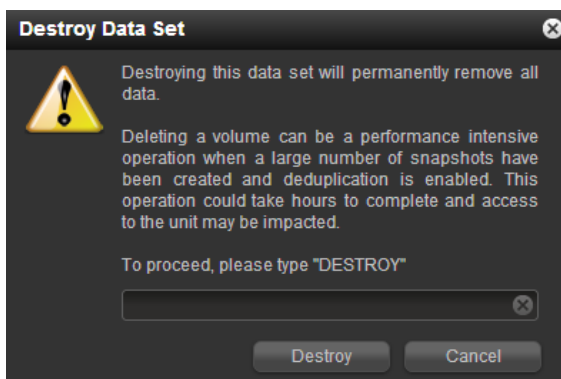 Destroy Data Set
Destroying this data set will permanently remove all
data.
Deleting a volume can be a performance intensive
operation when a large number of snapshots have
been created and deduplication is enabled. This
operation could take hours to complete and access
to the unit may be impacted.
To proceed, please type "DESTROY"
Destroy
Cancel